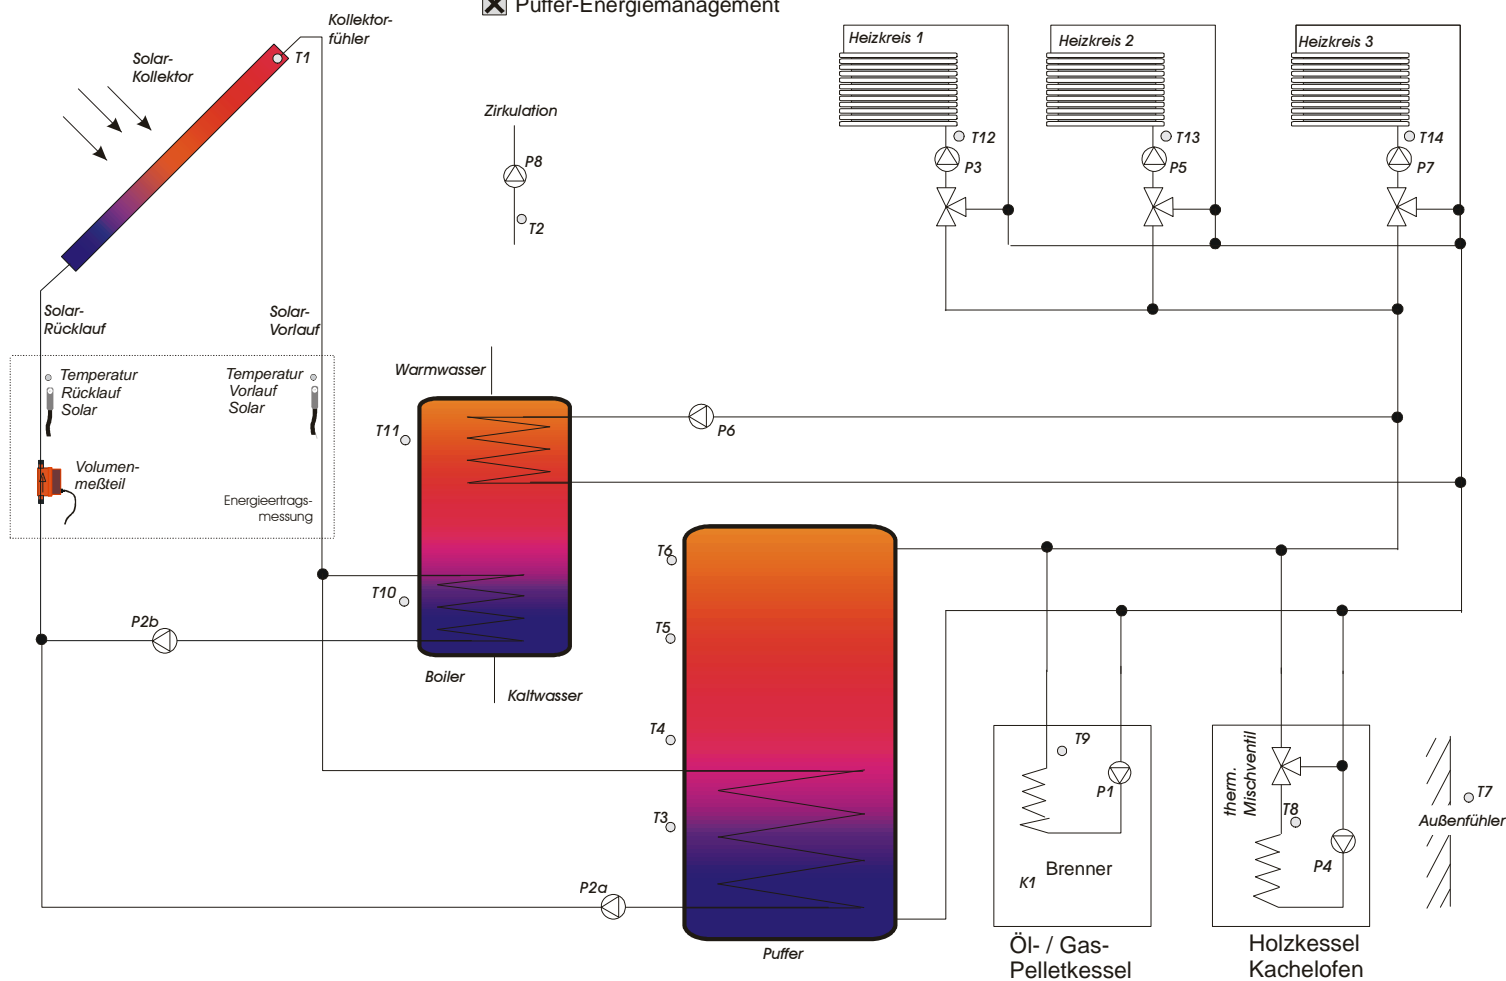 Puffer-Energiemanagement
Kollektor-
fühler
T1
Solar-
Kollektor
Zirkulation
P8
T2
Heizkreis 1
Heizkreis 2
Heizkreis 3
T12
T13
T14
P3
P5
P7
Solar-
Rücklauf
Solar-
Vorlauf
Temperatur
Rücklauf
Solar
Temperatur
Vorlauf
Solar
Volumen-
meßteil
Energieertrags-
messung
Warmwasser
T11
P6
T10
P2b
Boiler
Kaltwasser
T6
T5
T4
T3
P2a
Puffer
T9
P1
K1
Brenner
Öl- / Gas-
Pelletkessel
therm.
Mischventil
T8
P4
Holzkessel
Kachelofen
T7
Außenfühler